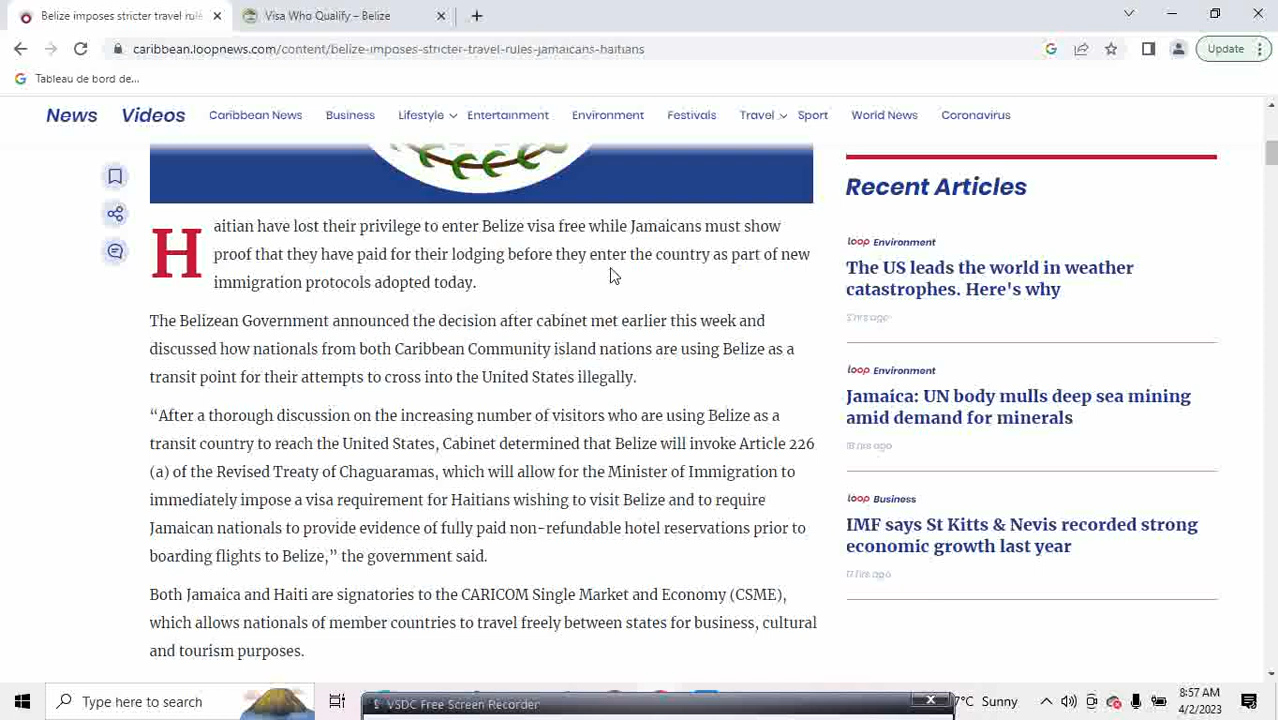 Belize imposes stricter travel rule
Visa Who Qualify – Belize
caribbean.loopnews.com/content/belize-imposes-stricter-travel-rules-jamaicans-haitians
Update
Tableau de bord de...
News
Videos
Caribbean News
Business
Lifestyle
Entertainment
Environment
Festivals
Travel
Sport
World News
Coronavirus
Haitian have lost their privilege to enter Belize visa free while Jamaicans must show
proof that they have paid for their lodging before they enter the country as part of new
immigration protocols adopted today.
The Belizean Government announced the decision after cabinet met earlier this week and
discussed how nationals from both Caribbean Community island nations are using Belize as a
transit point for their attempts to cross into the United States illegally.
“After a thorough discussion on the increasing number of visitors who are using Belize as a
transit country to reach the United States, Cabinet determined that Belize will invoke Article 226
(a) of the Revised Treaty of Chaguaramas, which will allow for the Minister of Immigration to
immediately impose a visa requirement for Haitians wishing to visit Belize and to require
Jamaican nationals to provide evidence of fully paid non-refundable hotel reservations prior to
boarding flights to Belize,” the government said.
Both Jamaica and Haiti are signatories to the CARICOM Single Market and Economy (CSME),
which allows nationals of member countries to travel freely between states for business, cultural
and tourism purposes.
Recent Articles
loop Environment
The US leads the world in weather
catastrophes. Here's why
ago
loop Environment
Jamaica: UN body mulls deep sea mining
amid demand for minerals
hrs ago
loop Business
IMF says St Kitts & Nevis recorded strong
economic growth last year
hrs ago
Type here to search
VSDC Free Screen Recorder
7°C Sunny
8:57 AM
4/2/2023